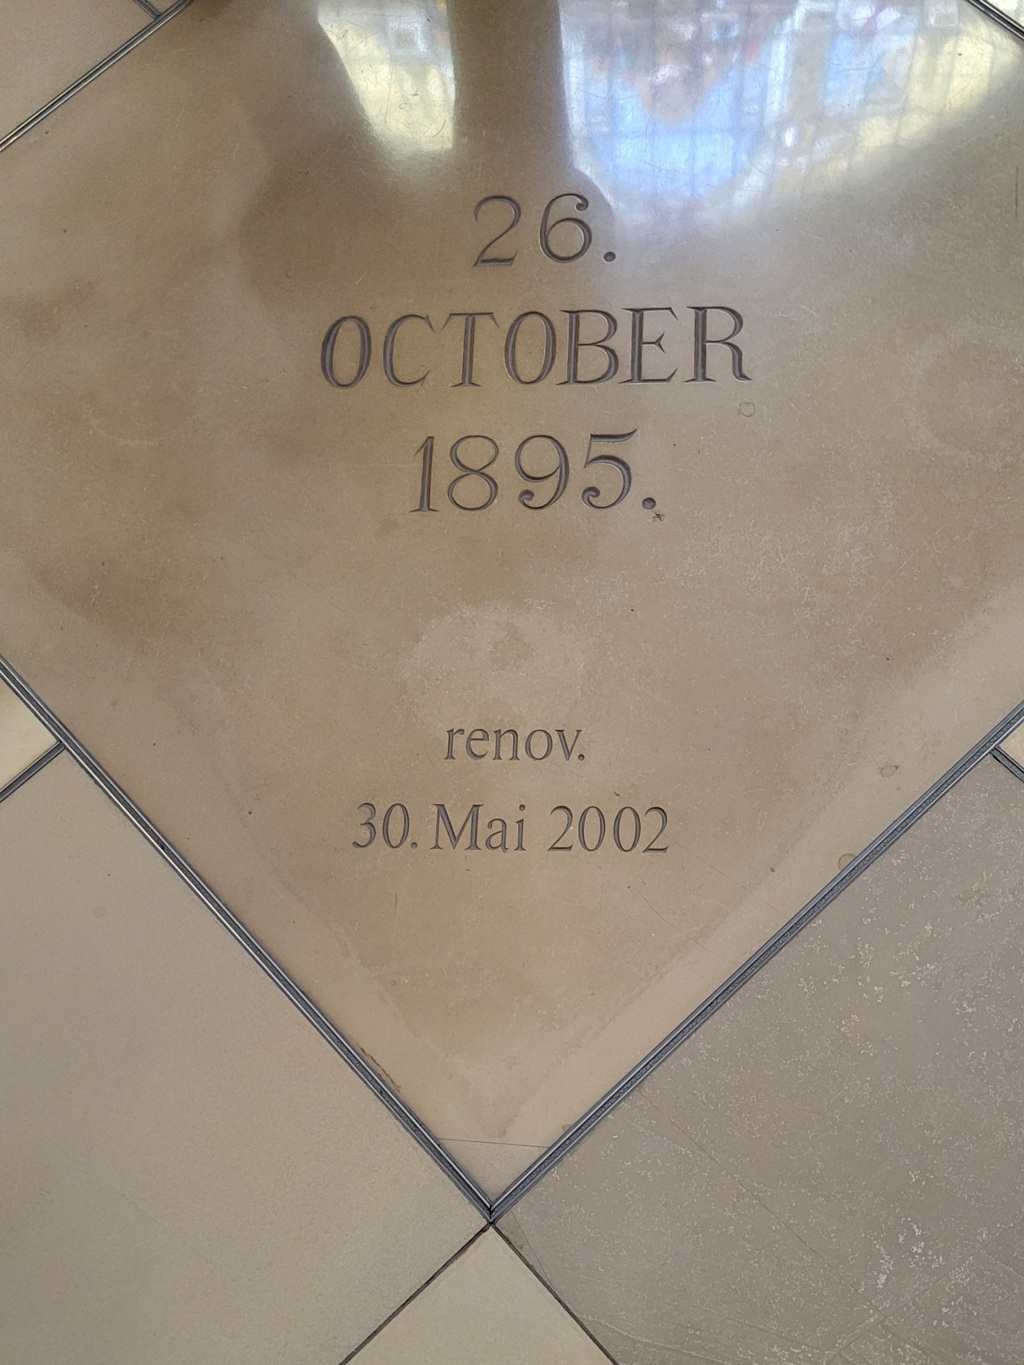 26.
OCTOBER
1895.
renov.
30. Mai 2002